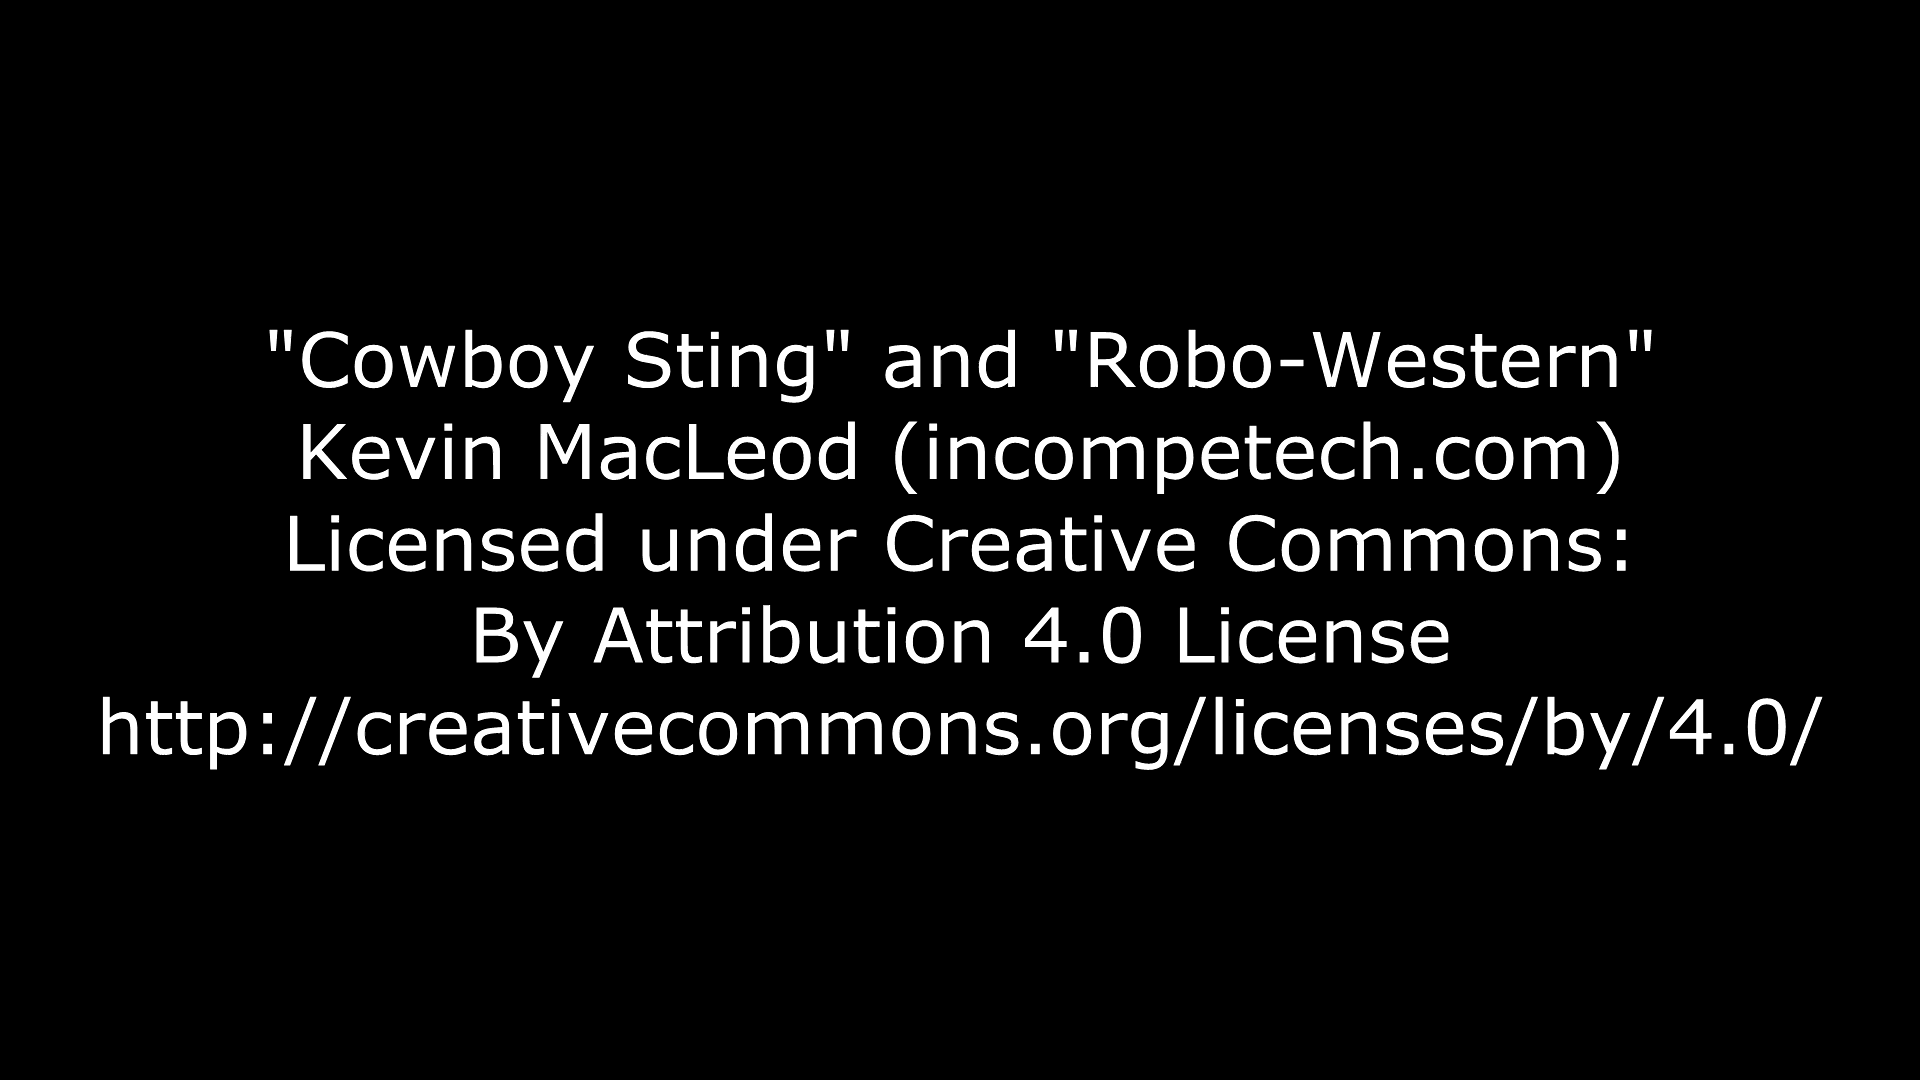 "Cowboy Sting" and "Robo-Western"
Kevin MacLeod (incompetech.com)
Licensed under Creative Commons:
By Attribution 4.0 License
http://creativecommons.org/licenses/by/4.0/